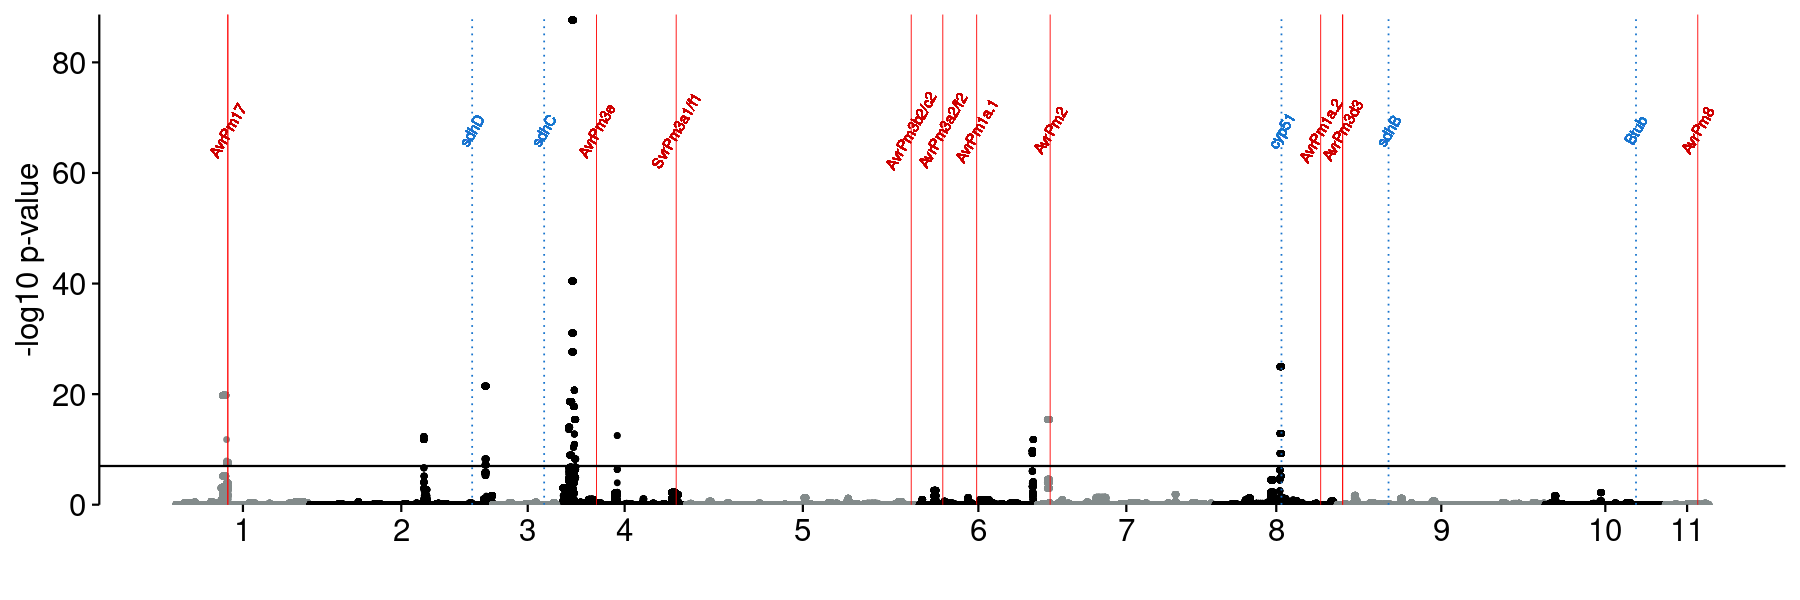 -log10 p-value
80
60
40
20
0
AvrPm17
sdhD
sdhC
AvrPm3e
SvrPm3a1/f1
AvrPm3b2/c2
AvrPm3a2/f2
AvrPm1a.1
AvrPm2
cyp51
AvrPm1a.2
AvrPm3d3
sdhB
Btub
AvrPm8
1 2 3 4 5 6 7 8 9 10 11